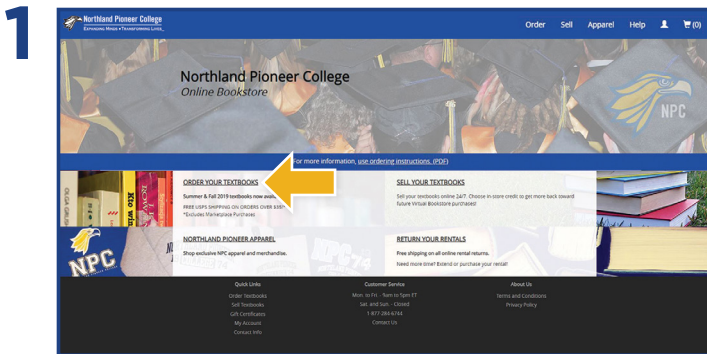 1
Northland Pioneer College
EXPANDING MINDS • TRANSFORMING LIVES
Order Sell Apparel Help (0)
Northland Pioneer College
Online Bookstore
NPC
For more information, use ordering instructions. (PDF)
ORDER YOUR TEXTBOOKS
Summer & Fall 2019 textbooks now
FREE USPS SHIPPING ON ORDERS OVER
*Excludes Marketplace Purchases
SELL YOUR TEXTBOOKS
Sell your textbooks online 24/7. Choose in-store credit to get more back toward
future Virtual Bookstore purchases!
NPC
NORTHLAND PIONEER APPAREL
Shop exclusive NPC apparel and merchandise.
RETURN YOUR RENTALS
Free shipping on all online rental returns.
Need more time? Extend or purchase your rental!
Quick Links
Order Textbooks
Sell Textbooks
Gift Certificates
My Account
Contact Info
Customer Service
Mon. to Fri. - 9am to 5pm ET
Sat. and Sun. - Closed
1-877-284-6744
Contact Us
About Us
Terms and Conditions
Privacy Policy